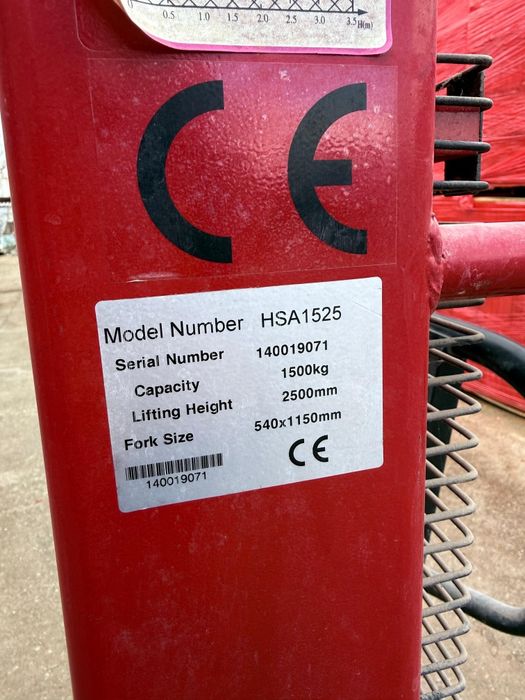 0 0.5 1.0 1.5 2.0 2.5 3.0 3.5 H(m)
CE
Model Number HSA1525
Serial Number 140019071
Capacity 1500kg
Lifting Height 2500mm
Fork Size 540x1150mm
CE
140019071